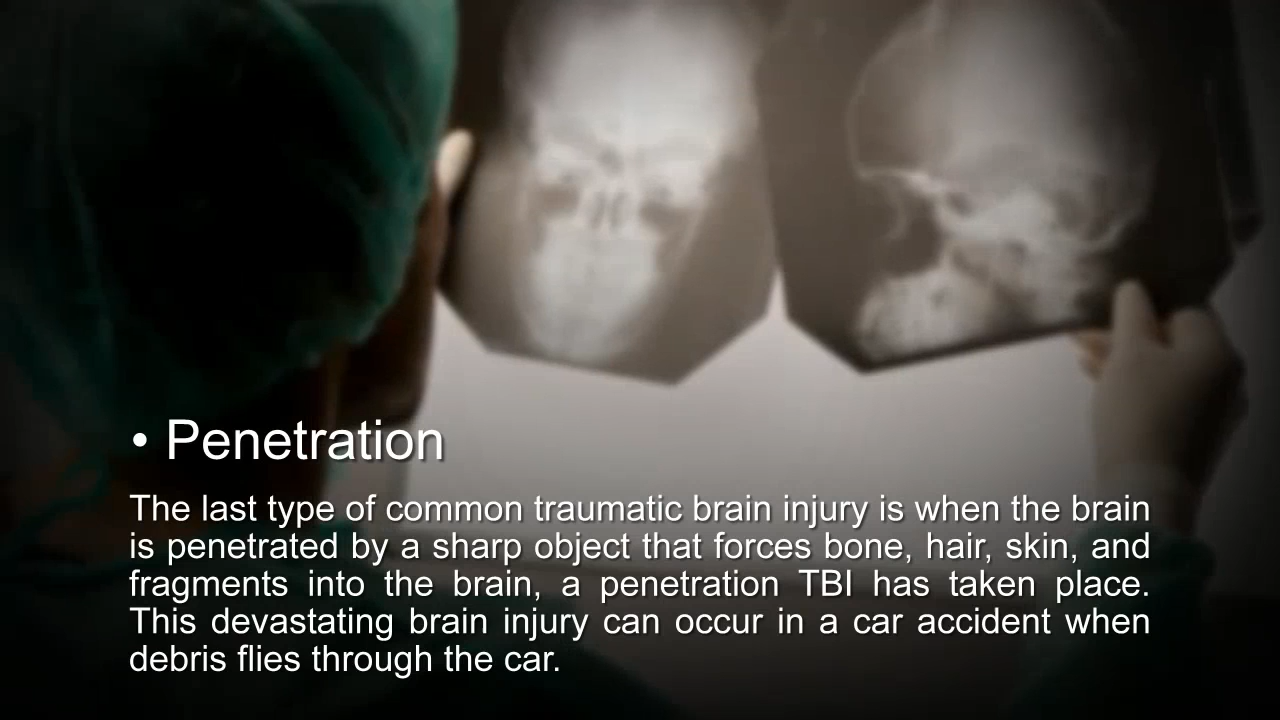 • Penetration
The last type of common traumatic brain injury is when the brain
is penetrated by a sharp object that forces bone, hair, skin, and
fragments into the brain, a penetration TBI has taken place.
This devastating brain injury can occur in a car accident when
debris flies through the car.